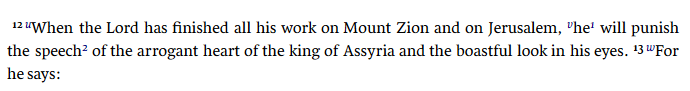 12 uWhen the Lord has finished all his work on Mount Zion and on Jerusalem, vhe1 will punish
the speech2 of the arrogant heart of the king of Assyria and the boastful look in his eyes. 13 wFor
he says: